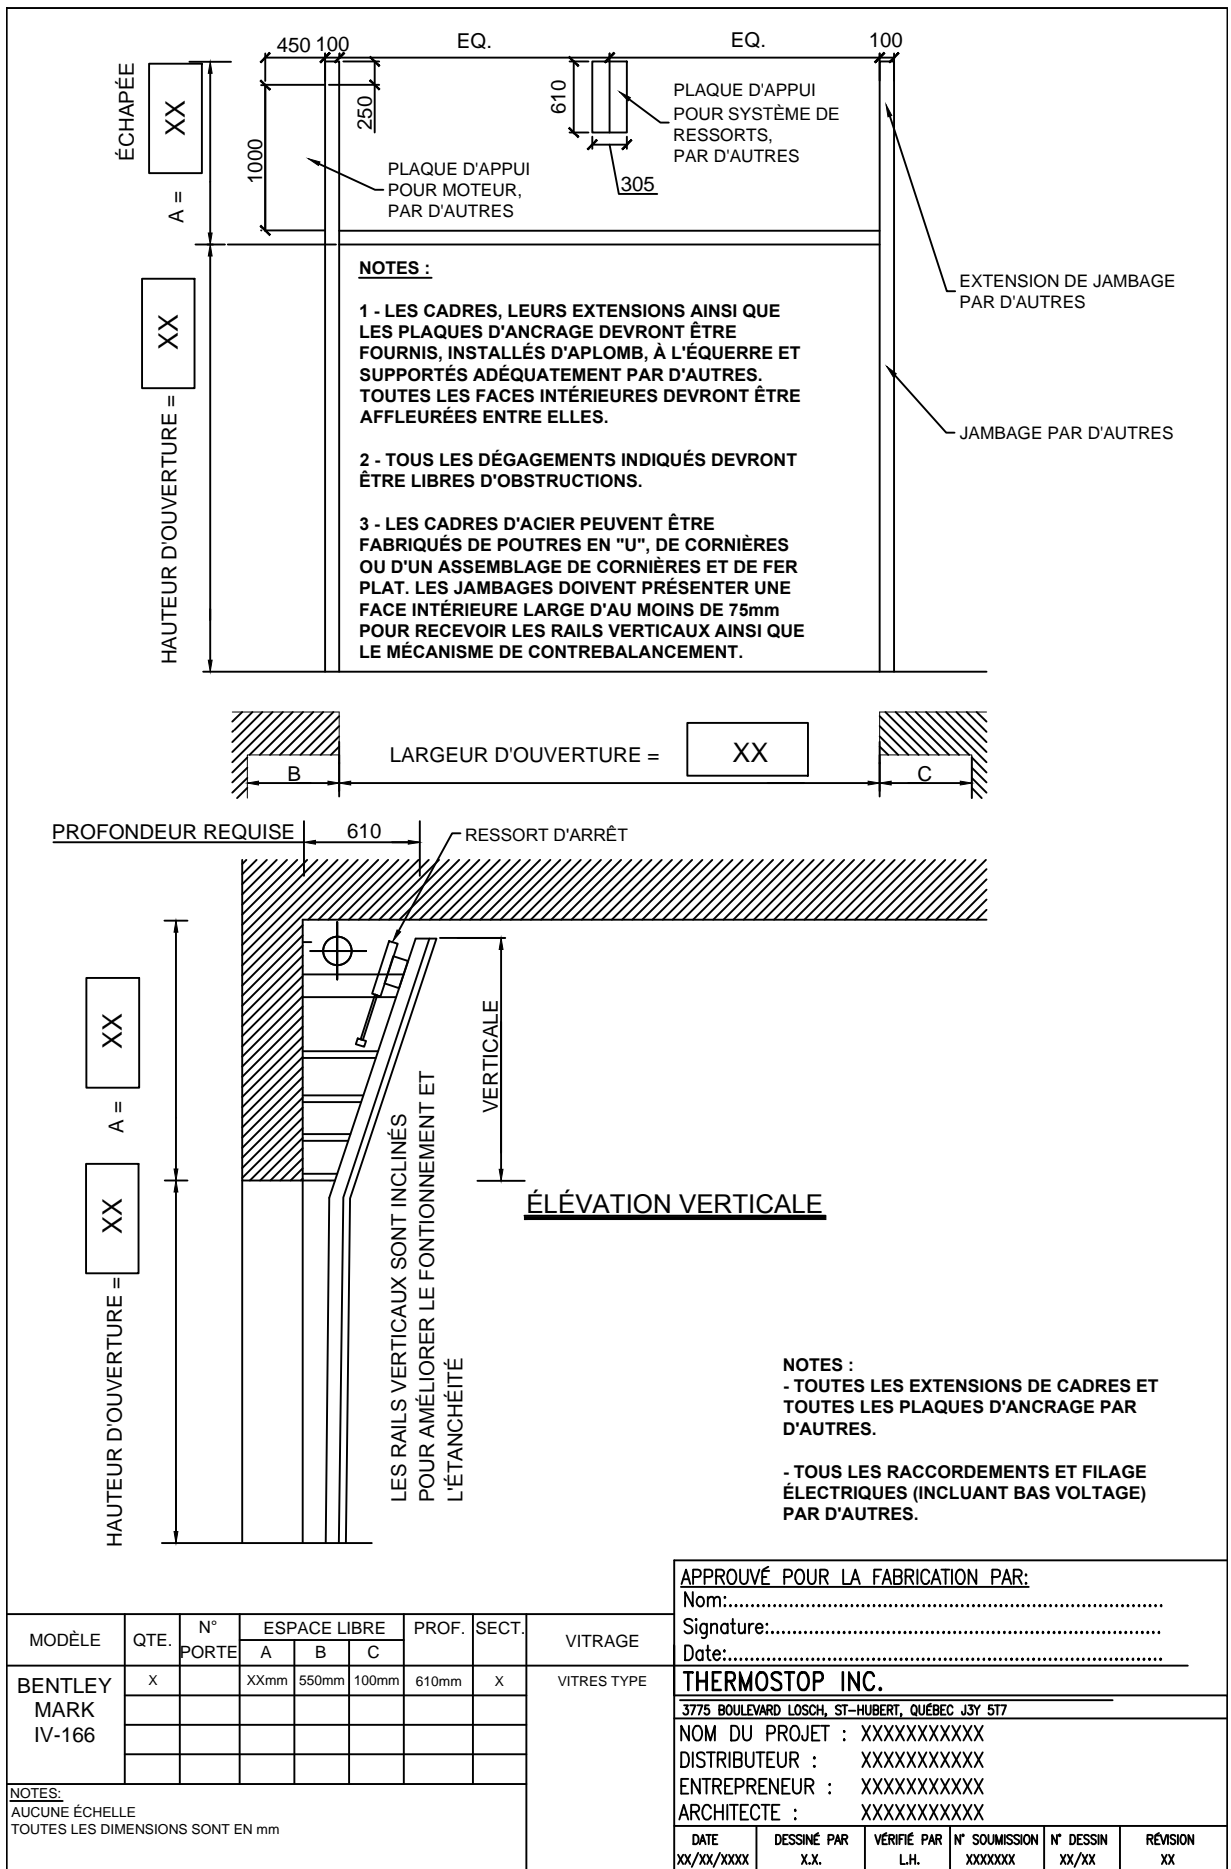 450 100
EQ.
EQ.
100
ÉCHAPÉE
XX
A =
1000
250
610
305
PLAQUE D'APPUI
POUR SYSTÈME DE
RESSORTS,
PAR D'AUTRES
PLAQUE D'APPUI
POUR MOTEUR,
PAR D'AUTRES
EXTENSION DE JAMBAGE
PAR D'AUTRES
JAMBAGE PAR D'AUTRES
HAUTEUR D'OUVERTURE =
XX
NOTES :
1 - LES CADRES, LEURS EXTENSIONS AINSI QUE
LES PLAQUES D'ANCRAGE DEVRONT ÊTRE
FOURNIS, INSTALLÉS D'APLOMB, À L'ÉQUERRE ET
SUPPORTÉS ADÉQUATEMENT PAR D'AUTRES.
TOUTES LES FACES INTÉRIEURES DEVRONT ÊTRE
AFFLEURÉES ENTRE ELLES.
2 - TOUS LES DÉGAGEMENTS INDIQUÉS DEVRONT
ÊTRE LIBRES D'OBSTRUCTIONS.
3 - LES CADRES D'ACIER PEUVENT ÊTRE
FABRIQUÉS DE POUTRES EN "U", DE CORNIÈRES
OU D'UN ASSEMBLAGE DE CORNIÈRES ET DE FER
PLAT. LES JAMBAGES DOIVENT PRÉSENTER UNE
FACE INTÉRIEURE LARGE D'AU MOINS DE 75mm
POUR RECEVOIR LES RAILS VERTICAUX AINSI QUE
LE MÉCANISME DE CONTREBALANCEMENT.
B
LARGEUR D'OUVERTURE =
XX
C
PROFONDEUR REQUISE
610
RESSORT D'ARRÊT
A =
XX
HAUTEUR D'OUVERTURE =
XX
VERTICALE
LES RAILS VERTICAUX SONT INCLINÉS
POUR AMÉLIORER LE FONTIONNEMENT ET
L'ÉTANCHÉITÉ
ÉLÉVATION VERTICALE
NOTES :
- TOUTES LES EXTENSIONS DE CADRES ET
TOUTES LES PLAQUES D'ANCRAGE PAR
D'AUTRES.
- TOUS LES RACCORDEMENTS ET FILAGE
ÉLECTRIQUES (INCLUANT BAS VOLTAGE)
PAR D'AUTRES.
MODÈLE QTE. N° PORTE ESPACE LIBRE PROF. SECT. VITRAGE
A B C
BENTLEY
MARK
IV-166
X XXmm 550mm 100mm 610mm X VITRES TYPE
NOTES:
AUCUNE ÉCHELLE
TOUTES LES DIMENSIONS SONT EN mm
APPROUVÉ POUR LA FABRICATION PAR:
Nom:
Signature:
Date:
THERMOSTOP INC.
3775 BOULEVARD LOSCH, ST-HUBERT, QUÉBEC J3Y 5T7
NOM DU PROJET : XXXXXXXXXXX
DISTRIBUTEUR : XXXXXXXXXXX
ENTREPRENEUR : XXXXXXXXXXX
ARCHITECTE : XXXXXXXXXXX
DATE DESSINÉ PAR VÉRIFIÉ PAR N° SOUMISSION N° DESSIN RÉVISION
XX/XX/XXXX X.X. L.H. XXXXXXX XX/XX XX